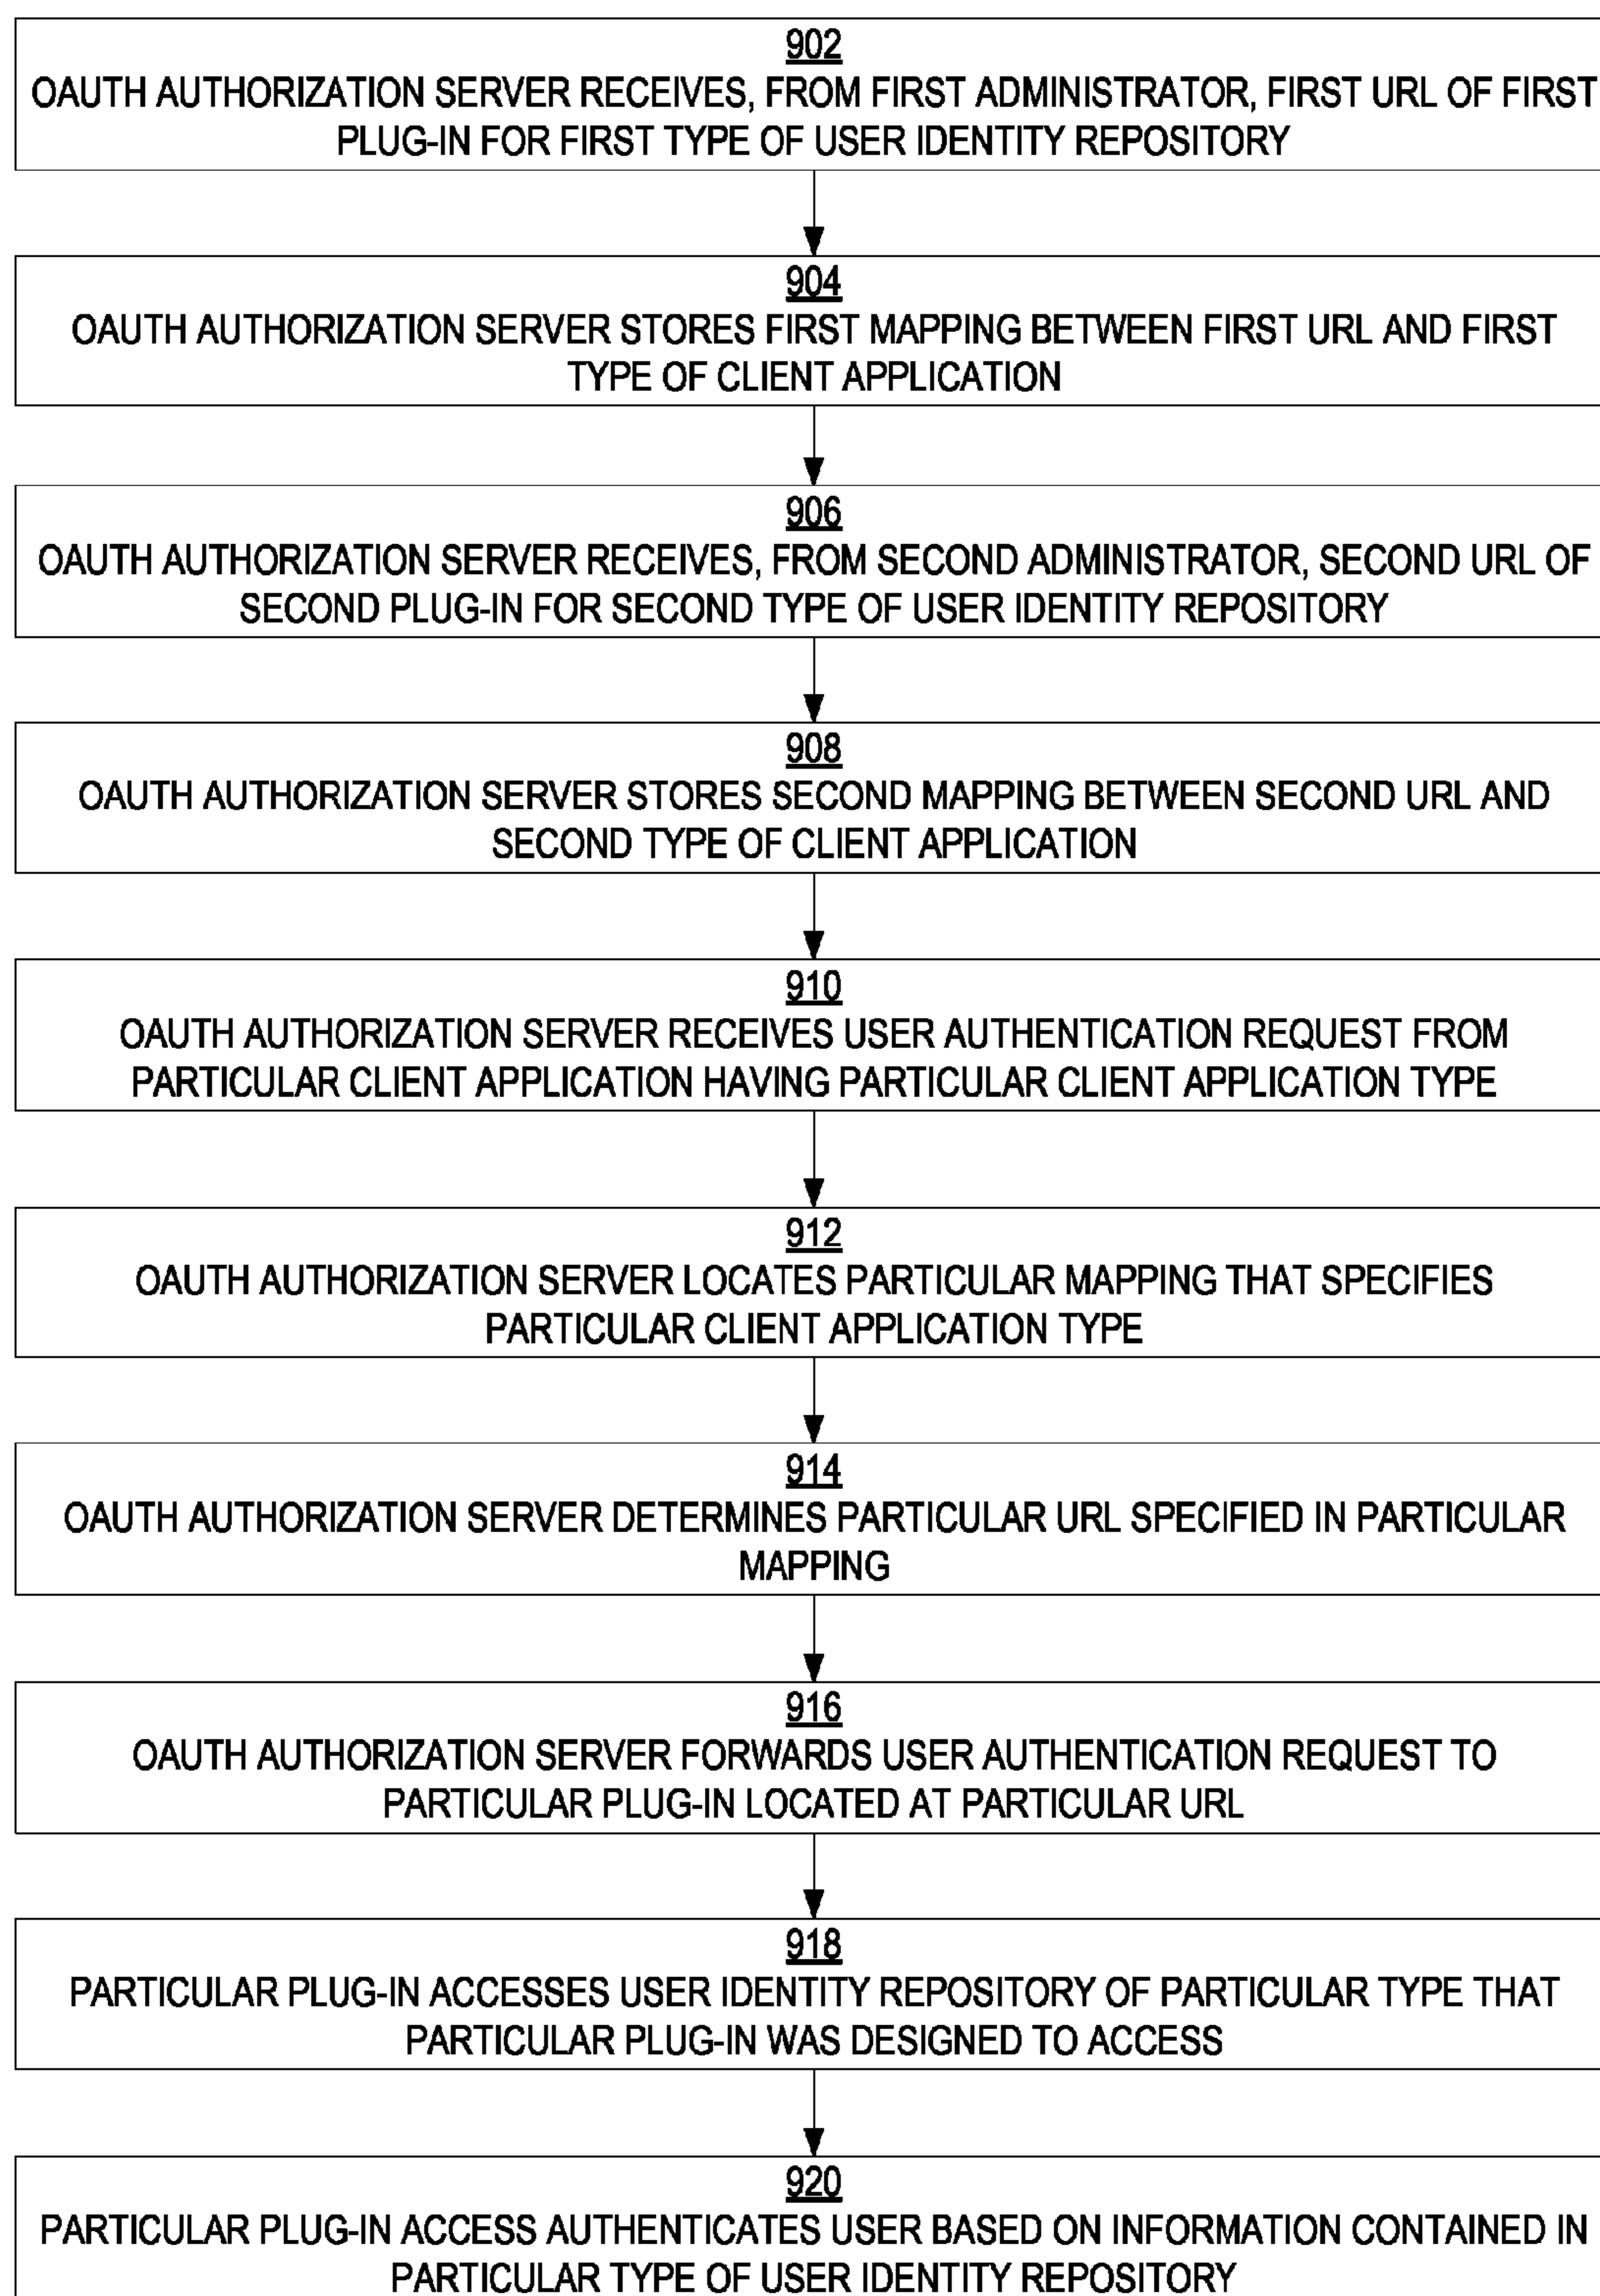 902
OAUTH AUTHORIZATION SERVER RECEIVES, FROM FIRST ADMINISTRATOR, FIRST URL OF FIRST
PLUG-IN FOR FIRST TYPE OF USER IDENTITY REPOSITORY
904
OAUTH AUTHORIZATION SERVER STORES FIRST MAPPING BETWEEN FIRST URL AND FIRST
TYPE OF CLIENT APPLICATION
906
OAUTH AUTHORIZATION SERVER RECEIVES, FROM SECOND ADMINISTRATOR, SECOND URL OF
SECOND PLUG-IN FOR SECOND TYPE OF USER IDENTITY REPOSITORY
908
OAUTH AUTHORIZATION SERVER STORES SECOND MAPPING BETWEEN SECOND URL AND
SECOND TYPE OF CLIENT APPLICATION
910
OAUTH AUTHORIZATION SERVER RECEIVES USER AUTHENTICATION REQUEST FROM
PARTICULAR CLIENT APPLICATION HAVING PARTICULAR CLIENT APPLICATION TYPE
912
OAUTH AUTHORIZATION SERVER LOCATES PARTICULAR MAPPING THAT SPECIFIES
PARTICULAR CLIENT APPLICATION TYPE
914
OAUTH AUTHORIZATION SERVER DETERMINES PARTICULAR URL SPECIFIED IN PARTICULAR
MAPPING
916
OAUTH AUTHORIZATION SERVER FORWARDS USER AUTHENTICATION REQUEST TO
PARTICULAR PLUG-IN LOCATED AT PARTICULAR URL
918
PARTICULAR PLUG-IN ACCESSES USER IDENTITY REPOSITORY OF PARTICULAR TYPE THAT
PARTICULAR PLUG-IN WAS DESIGNED TO ACCESS
920
PARTICULAR PLUG-IN ACCESS AUTHENTICATES USER BASED ON INFORMATION CONTAINED IN
PARTICULAR TYPE OF USER IDENTITY REPOSITORY